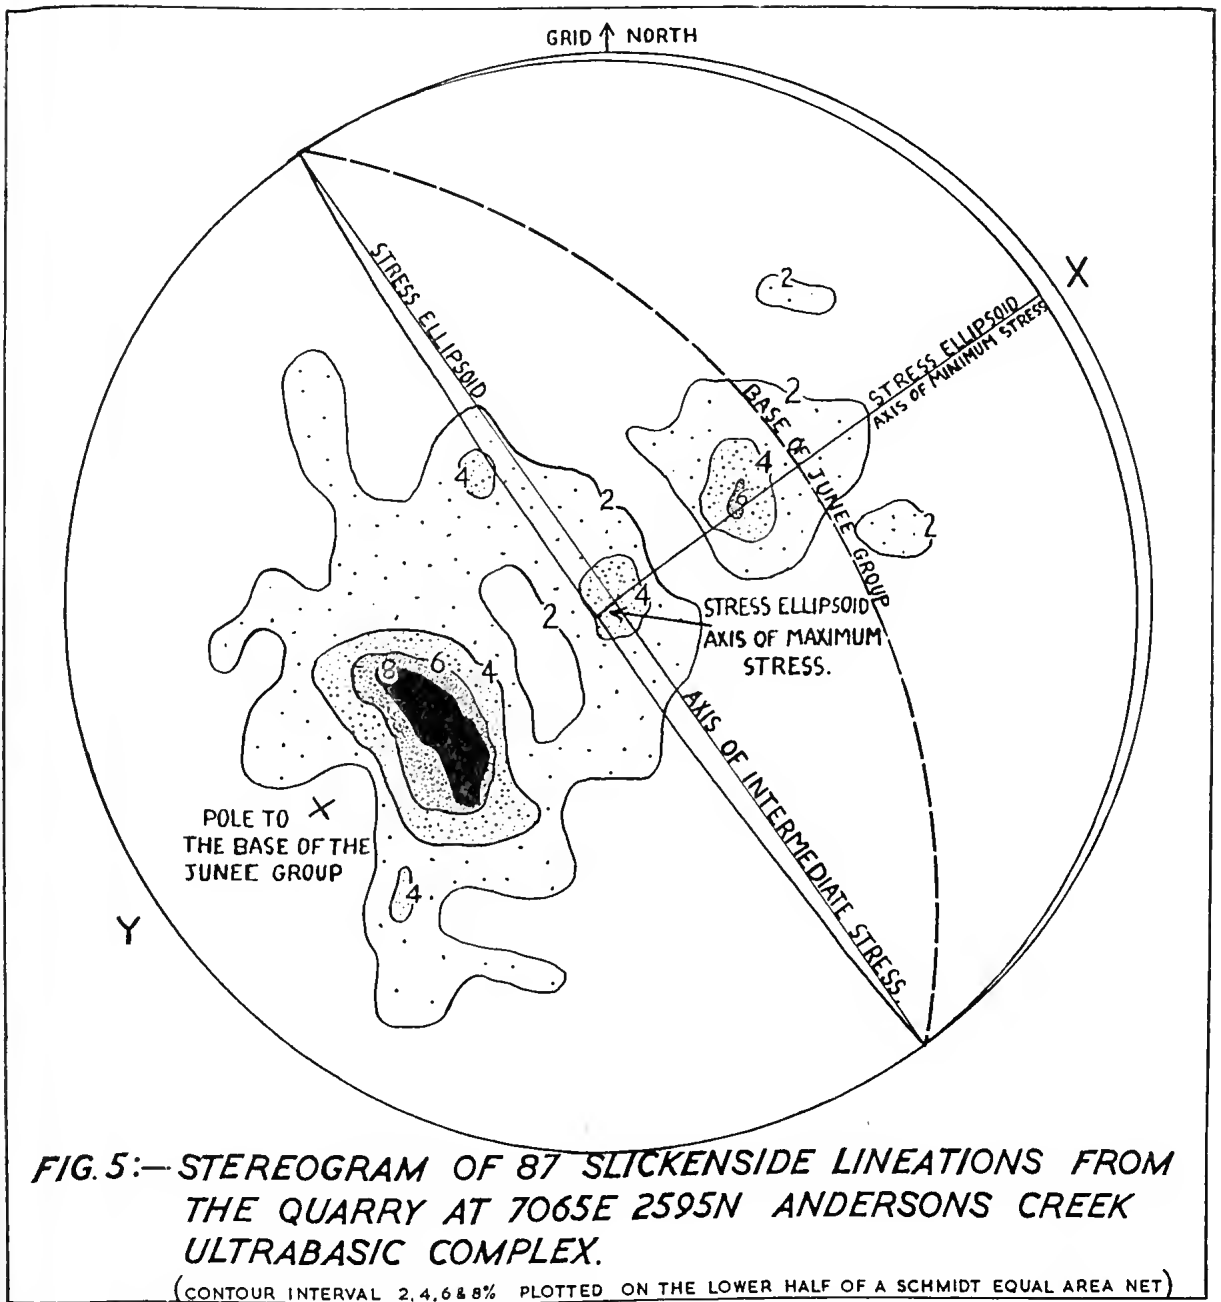 GRID ↑ NORTH
X
2
STRESS ELLIPSOID
STRESS ELLIPSOID
AXIS OF MINIMUM STRESS
2
BASE OF JUNEE GROUP
4
4
6
2
2
4
2
STRESS ELLIPSOID
AXIS OF MAXIMUM
STRESS.
8
6
4
AXIS OF INTERMEDIATE STRESS.
POLE TO X
THE BASE OF THE
JUNEE GROUP
4
Y
FIG. 5:— STEREOGRAM OF 87 SLICKENSIDE LINEATIONS FROM
THE QUARRY AT 7065E 2595N ANDERSONS CREEK
ULTRABASIC COMPLEX.
(CONTOUR INTERVAL 2,4,6 & 8% PLOTTED ON THE LOWER HALF OF A SCHMIDT EQUAL AREA NET)